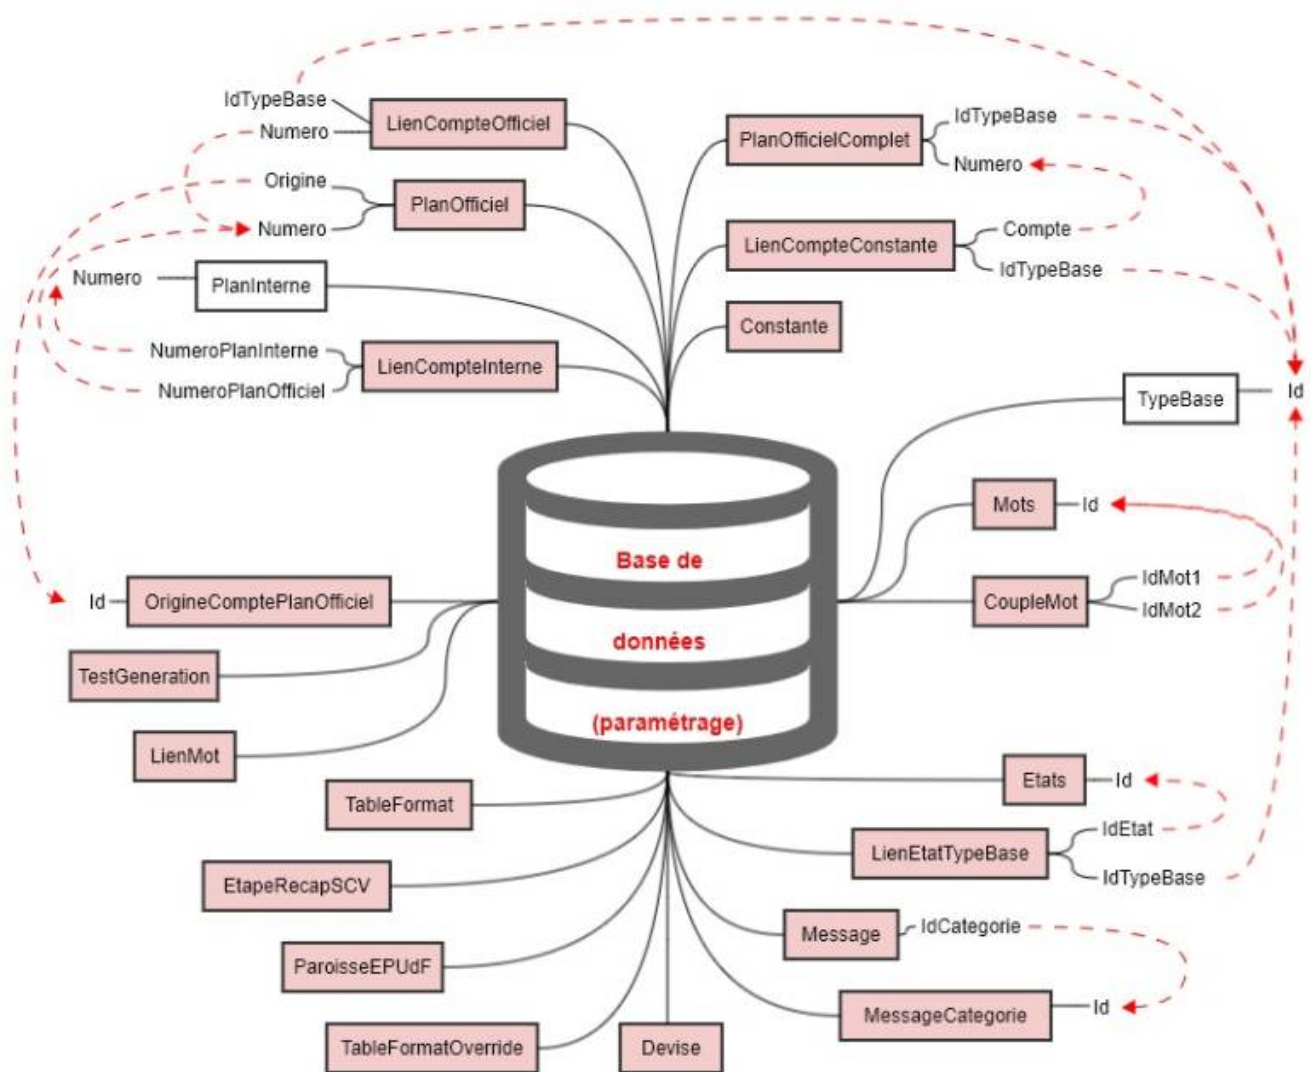 IdTypeBase
LienCompteOfficiel
Numero
Origine
PlanOfficiel
Numero
Numero
PlanInterne
NumeroPlanInterne
LienCompteInterne
NumeroPlanOfficiel
PlanOfficielComplet
IdTypeBase
Numero
LienCompteConstante
Compte
IdTypeBase
Constante
TypeBase
Id
Mots
Id
CoupleMot
IdMot1
IdMot2
Base de
données
(paramétrage)
Id
OrigineComptePlanOfficiel
TestGeneration
LienMot
TableFormat
EtapeRecapSCV
ParoisseEPUdF
TableFormatOverride
Devise
Etats
Id
LienEtatTypeBase
IdEtat
IdTypeBase
Message
IdCategorie
MessageCategorie
Id